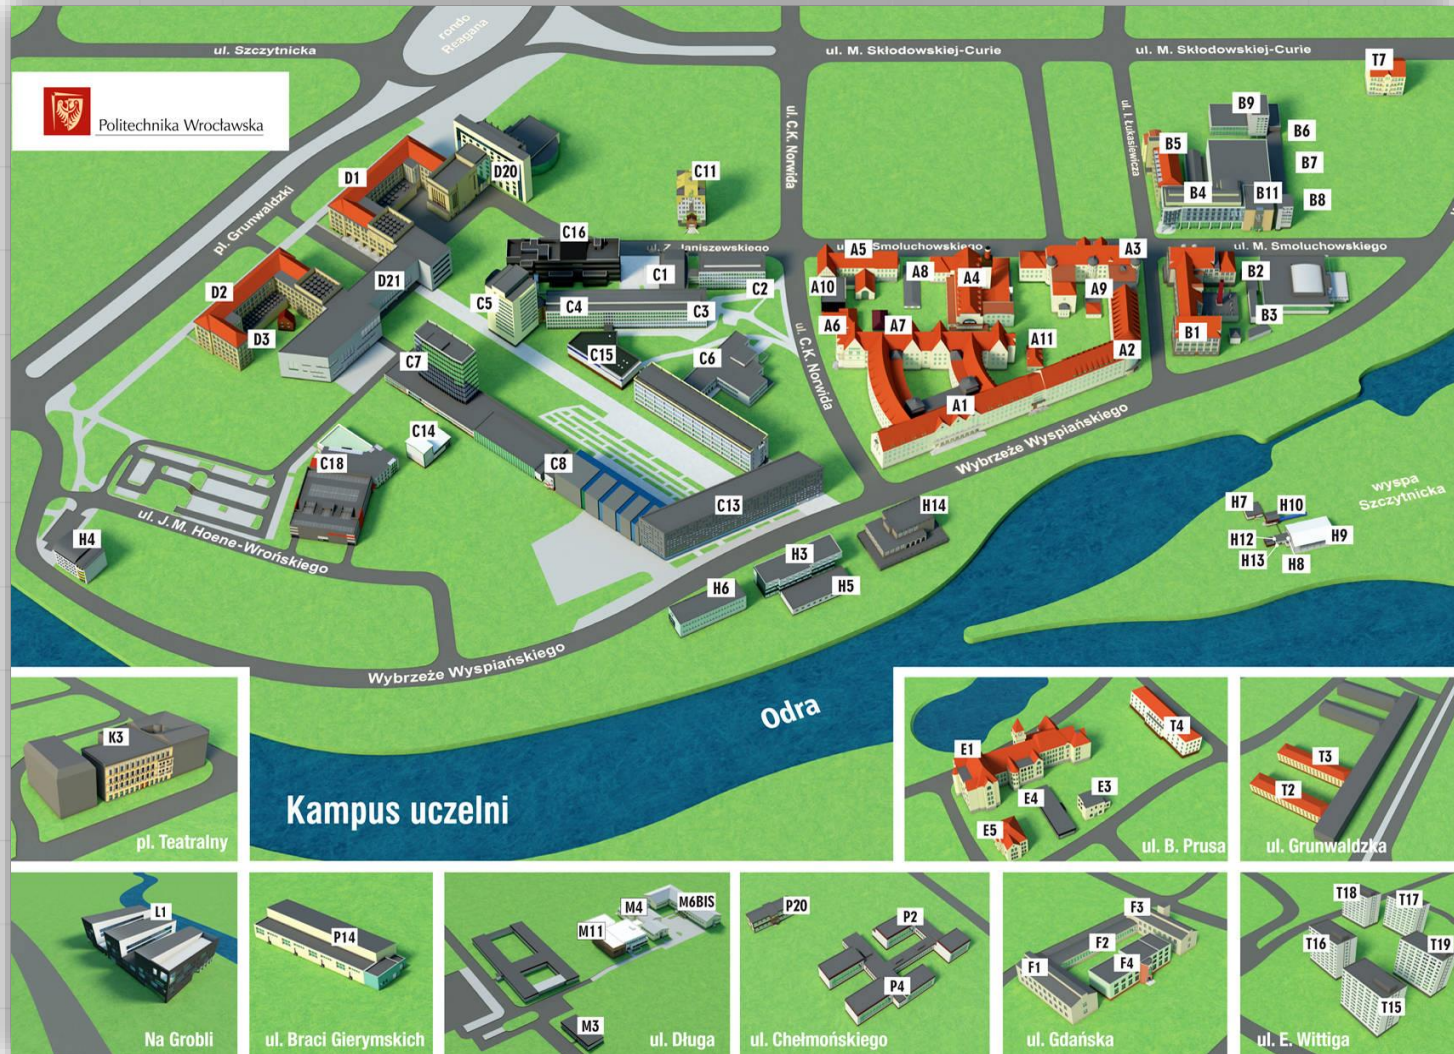 rondo
Reagana
ul. Szczytnicka
ul. M. Skłodowskiej-Curie
ul. M. Skłodowskiej-Curie
T7
Politechnika Wrocławska
ul. C.K. Norwida
ul. I. Łukasiewicza
B9
B6
B5
B7
B4
B11
B8
D1
D20
C11
pl. Grunwaldzki
C16
ul. Z. Janiszewskiego
A5
Smoluchowskiego
A3
ul. M. Smoluchowskiego
D2
D21
C1
C2
A8
A4
A10
A9
B2
C5
C4
C3
B3
D3
A6
A7
A11
A2
B1
C7
C15
C6
ul. C.K. Norwida
A1
Wybrzeże Wyspiańskiego
C14
C18
C8
C13
wyspa
Szczytnicka
ul. J.M. Hoene-Wrońskiego
H4
H14
H7
H10
H12
H9
H13
H8
H3
H6
H5
Wybrzeże Wyspiańskiego
Odra
Kampus uczelni
K3
pl. Teatralny
E1
T4
E4
E3
E5
ul. B. Prusa
T3
T2
ul. Grunwaldzka
L1
Na Grobli
P14
ul. Braci Gierymskich
M4
M6BIS
M11
M3
ul. Długa
P20
P2
P4
ul. Chełmońskiego
F3
F2
F1
F4
ul. Gdańska
T18
T17
T16
T19
T15
ul. E. Wittiga